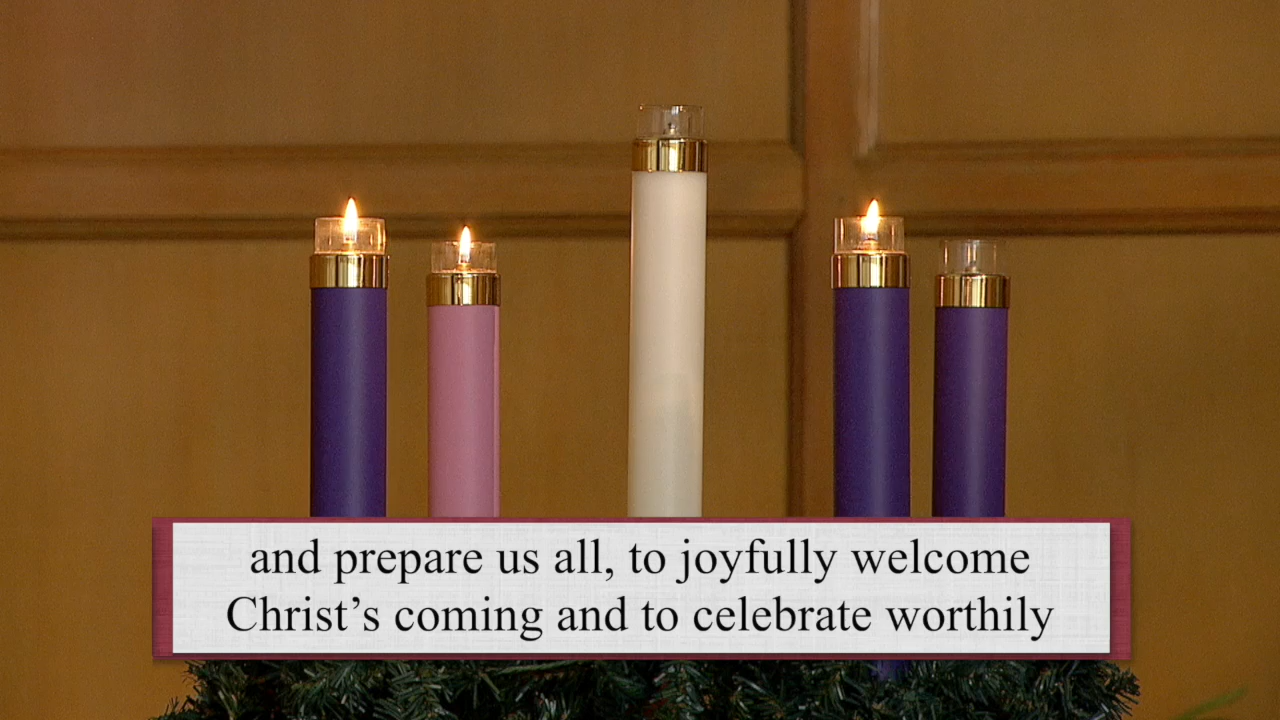 and prepare us all, to joyfully welcome
Christ’s coming and to celebrate worthily